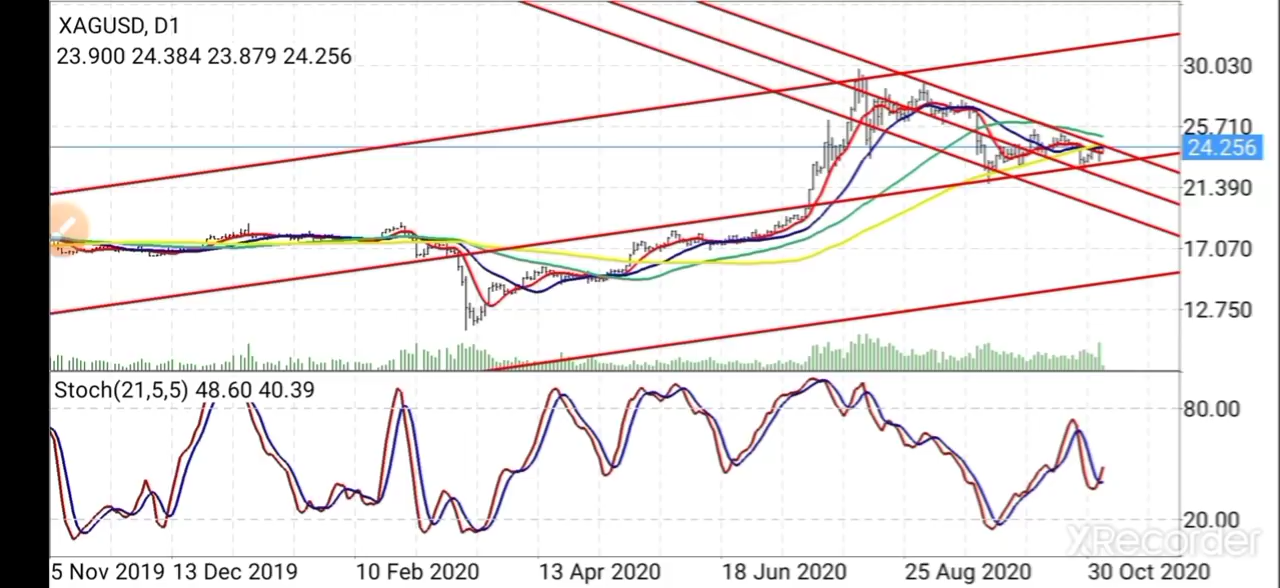 XAGUSD, D1
23.900 24.384 23.879 24.256
30.030
25.710
24.256
21.390
17.070
12.750
Stoch(21,5,5) 48.60 40.39
80.00
20.00
XRecorder
5 Nov 2019 13 Dec 2019 10 Feb 2020 13 Apr 2020 18 Jun 2020 25 Aug 2020 30 Oct 2020